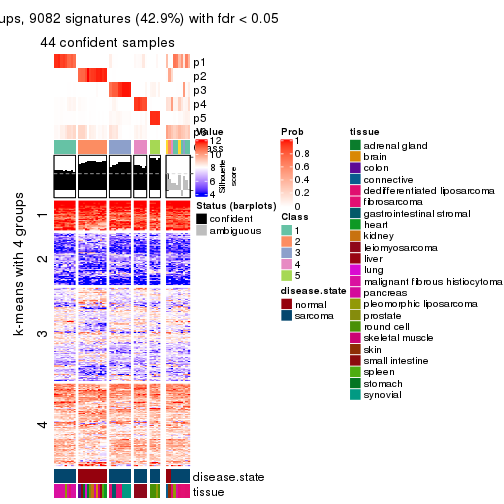 ups, 9082 signatures (42.9%) with fdr < 0.05
44 confident samples
p1
p2
p3
p4
p5
Value
12
10
8
6
4
Silhouette
score
Status (barplots)
confident
ambiguous
Prob
1
0.8
0.6
0.4
0.2
0
Class
1
2
3
4
5
disease.state
normal
sarcoma
tissue
adrenal gland
brain
colon
connective
dedifferentiated liposarcoma
fibrosarcoma
gastrointestinal stromal
heart
kidney
leiomyosarcoma
liver
lung
malignant fibrous histiocytoma
pancreas
pleomorphic liposarcoma
prostate
round cell
skeletal muscle
skin
small intestine
spleen
stomach
synovial
k-means with 4 groups
1
2
3
4
disease.state
tissue